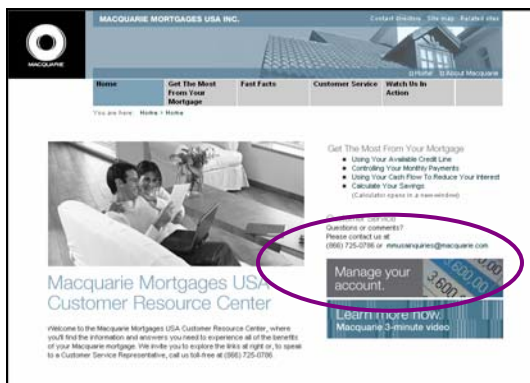 MACQUARIE MORTGAGES USA INC.
Contact directory Site map Related sites
MACQUARIE
Home About Macquarie
Home
Get The Most From Your Mortgage
Fast Facts
Customer Service
Watch Us In Action
You are here: Home > Home
Get The Most From Your Mortgage
Using Your Available Credit Line
Controlling Your Monthly Payments
Using Your Cash Flow To Reduce Your Interest
Calculate Your Savings
(Calculator opens in a new window)
Customer Service
Questions or comments?
Please contact us at
(866) 725-0786 or mmusainquiries@macquarie.com
Manage your
account.
3,600.00
3,600.00
Learn more now.
Macquarie 3-minute video
Macquarie Mortgages USA
Customer Resource Center
Welcome to the Macquarie Mortgages USA Customer Resource Center, where
you'll find the information and answers you need to experience all of the benefits
of your Macquarie mortgage. We invite you to explore the links at right or, to speak
to a Customer Service Representative, call us toll-free at (866) 725-0786.